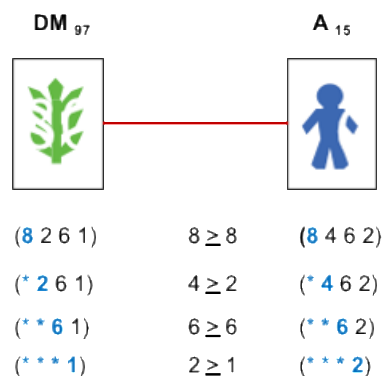 DM 97 A 15
(8 2 6 1) 8 ≥ 8 (8 4 6 2)
(* 2 6 1) 4 ≥ 2 (* 4 6 2)
(* * 6 1) 6 ≥ 6 (* * 6 2)
(* * * 1) 2 ≥ 1 (* * * 2)